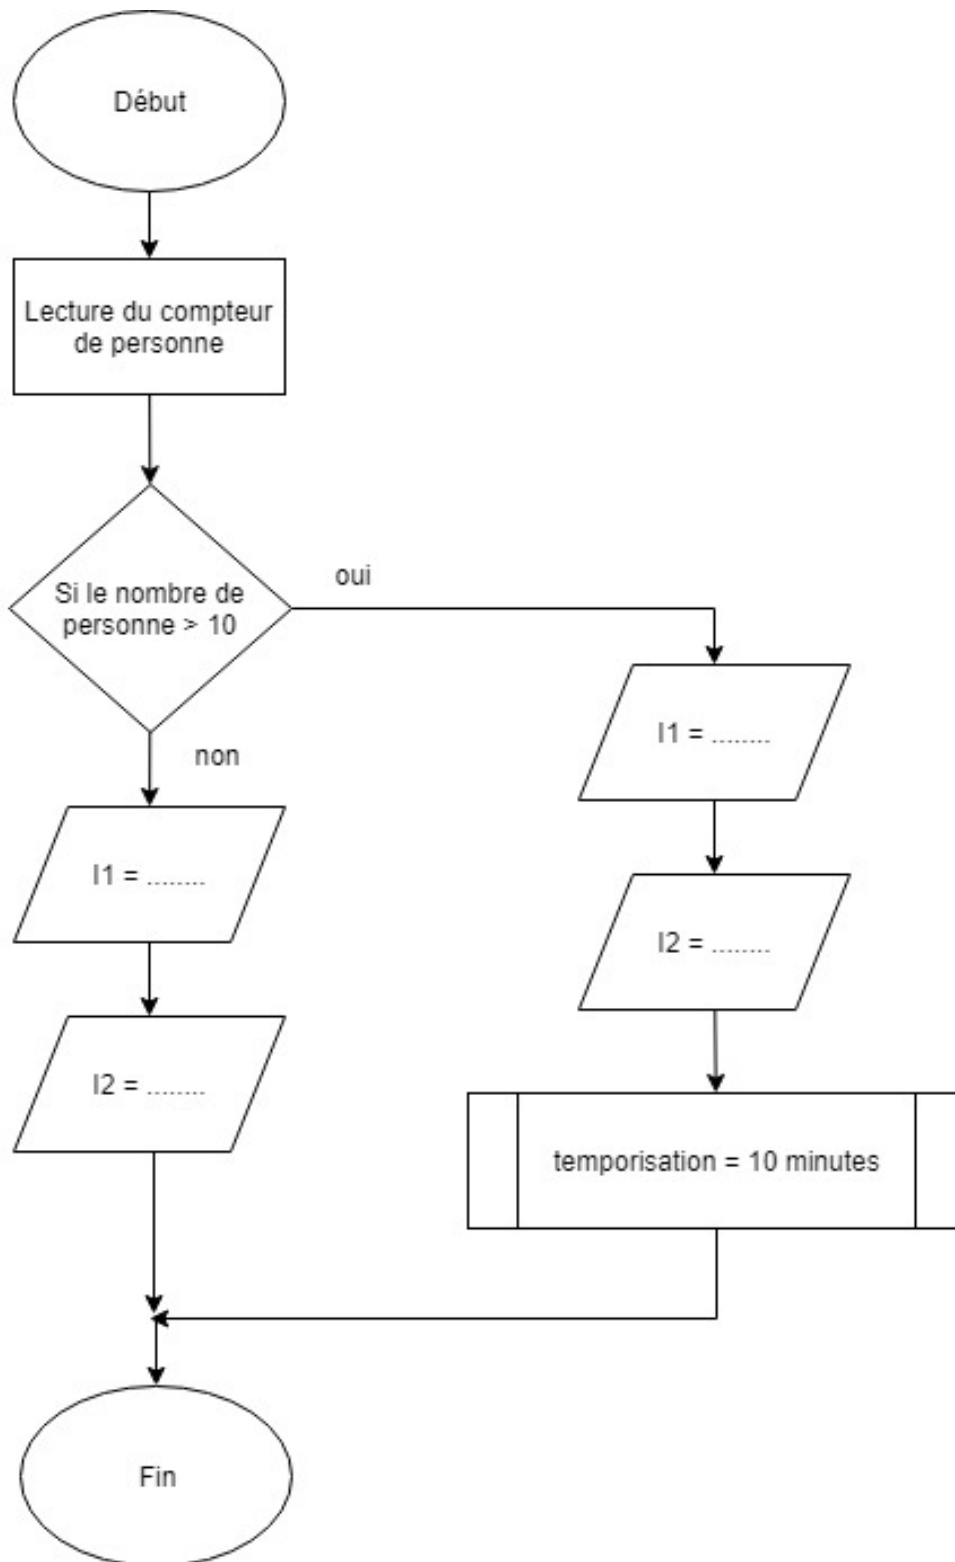 Début
Lecture du compteur
de personne
Si le nombre de
personne > 10
oui
non
I1 = ........
I2 = ........
I1 = ........
I2 = ........
temporisation = 10 minutes
Fin